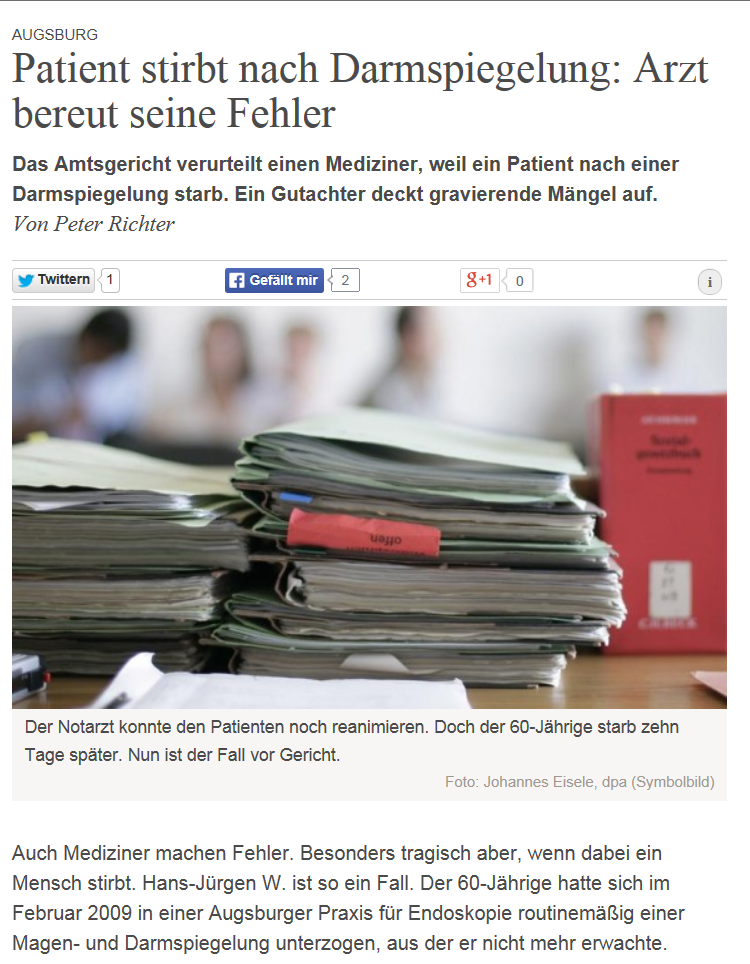 AUGSBURG
Patient stirbt nach Darmspiegelung: Arzt
bereut seine Fehler
Das Amtsgericht verurteilt einen Mediziner, weil ein Patient nach einer
Darmspiegelung starb. Ein Gutachter deckt gravierende Mängel auf.
Von Peter Richter
Twittern 1 Gefällt mir 2 g+1 0 i
offen
Der Notarzt konnte den Patienten noch reanimieren. Doch der 60-Jährige starb zehn
Tage später. Nun ist der Fall vor Gericht.
Foto: Johannes Eisele, dpa (Symbolbild)
Auch Mediziner machen Fehler. Besonders tragisch aber, wenn dabei ein
Mensch stirbt. Hans-Jürgen W. ist so ein Fall. Der 60-Jährige hatte sich im
Februar 2009 in einer Augsburger Praxis für Endoskopie routinemäßig einer
Magen- und Darmspiegelung unterzogen, aus der er nicht mehr erwachte.